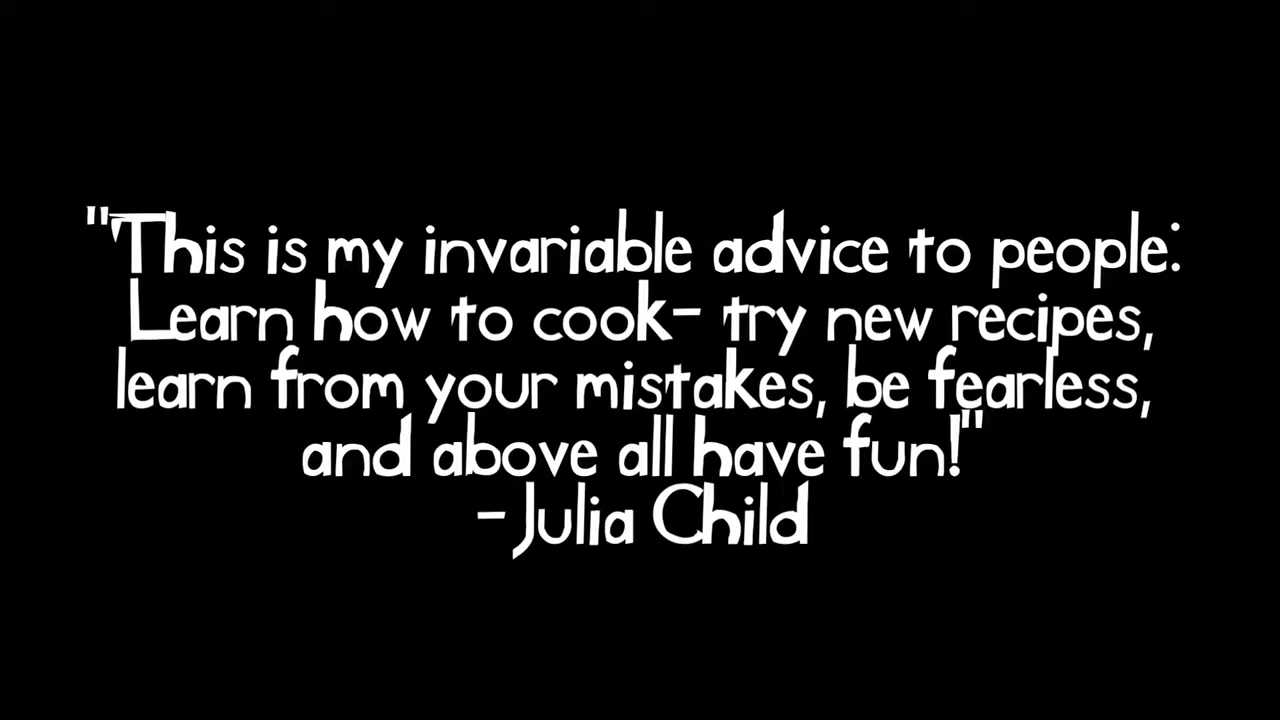 "This is my invariable advice to people:
Learn how to cook- try new recipes,
learn from your mistakes, be fearless,
and above all have fun!"
-Julia Child